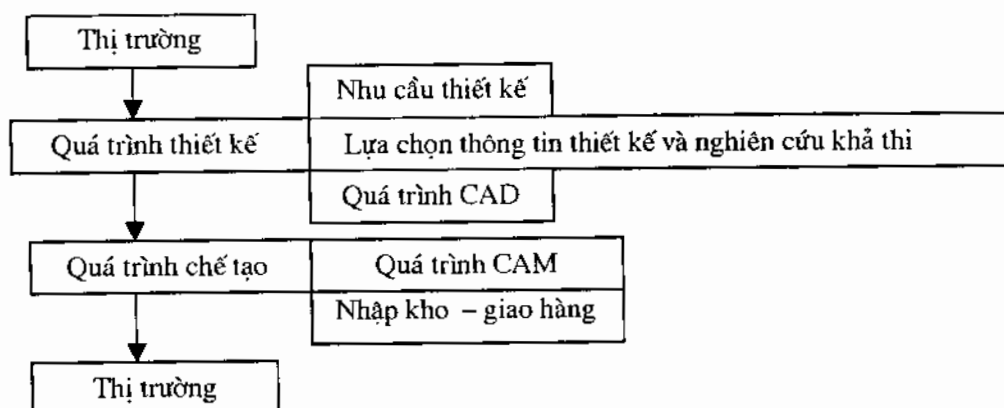 Thị trường
Nhu cầu thiết kế
Quá trình thiết kế
Lựa chọn thông tin thiết kế và nghiên cứu khả thi
Quá trình CAD
Quá trình chế tạo
Quá trình CAM
Nhập kho – giao hàng
Thị trường